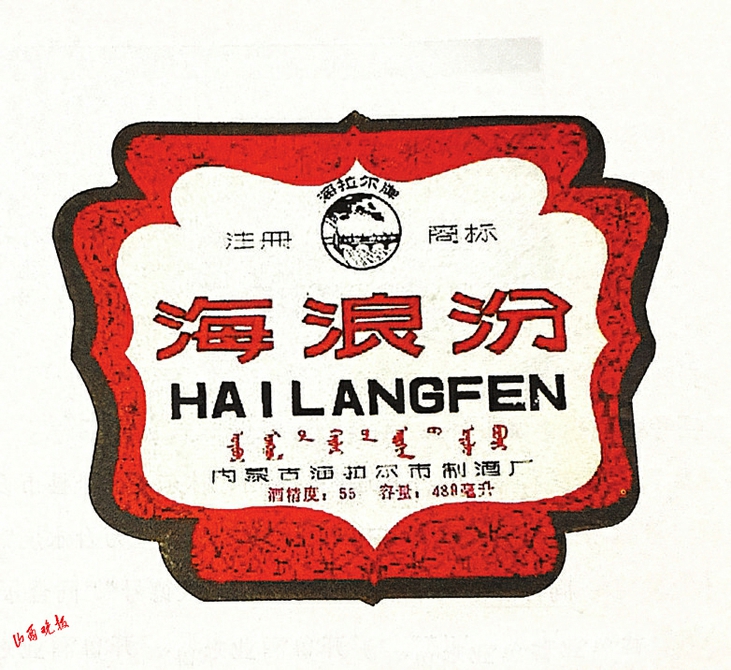 海拉尔牌
注册 商标
海浪汾
HAILANGFEN
内蒙古海拉尔市制酒厂
酒精度：55 容量：489毫升
山西晚报